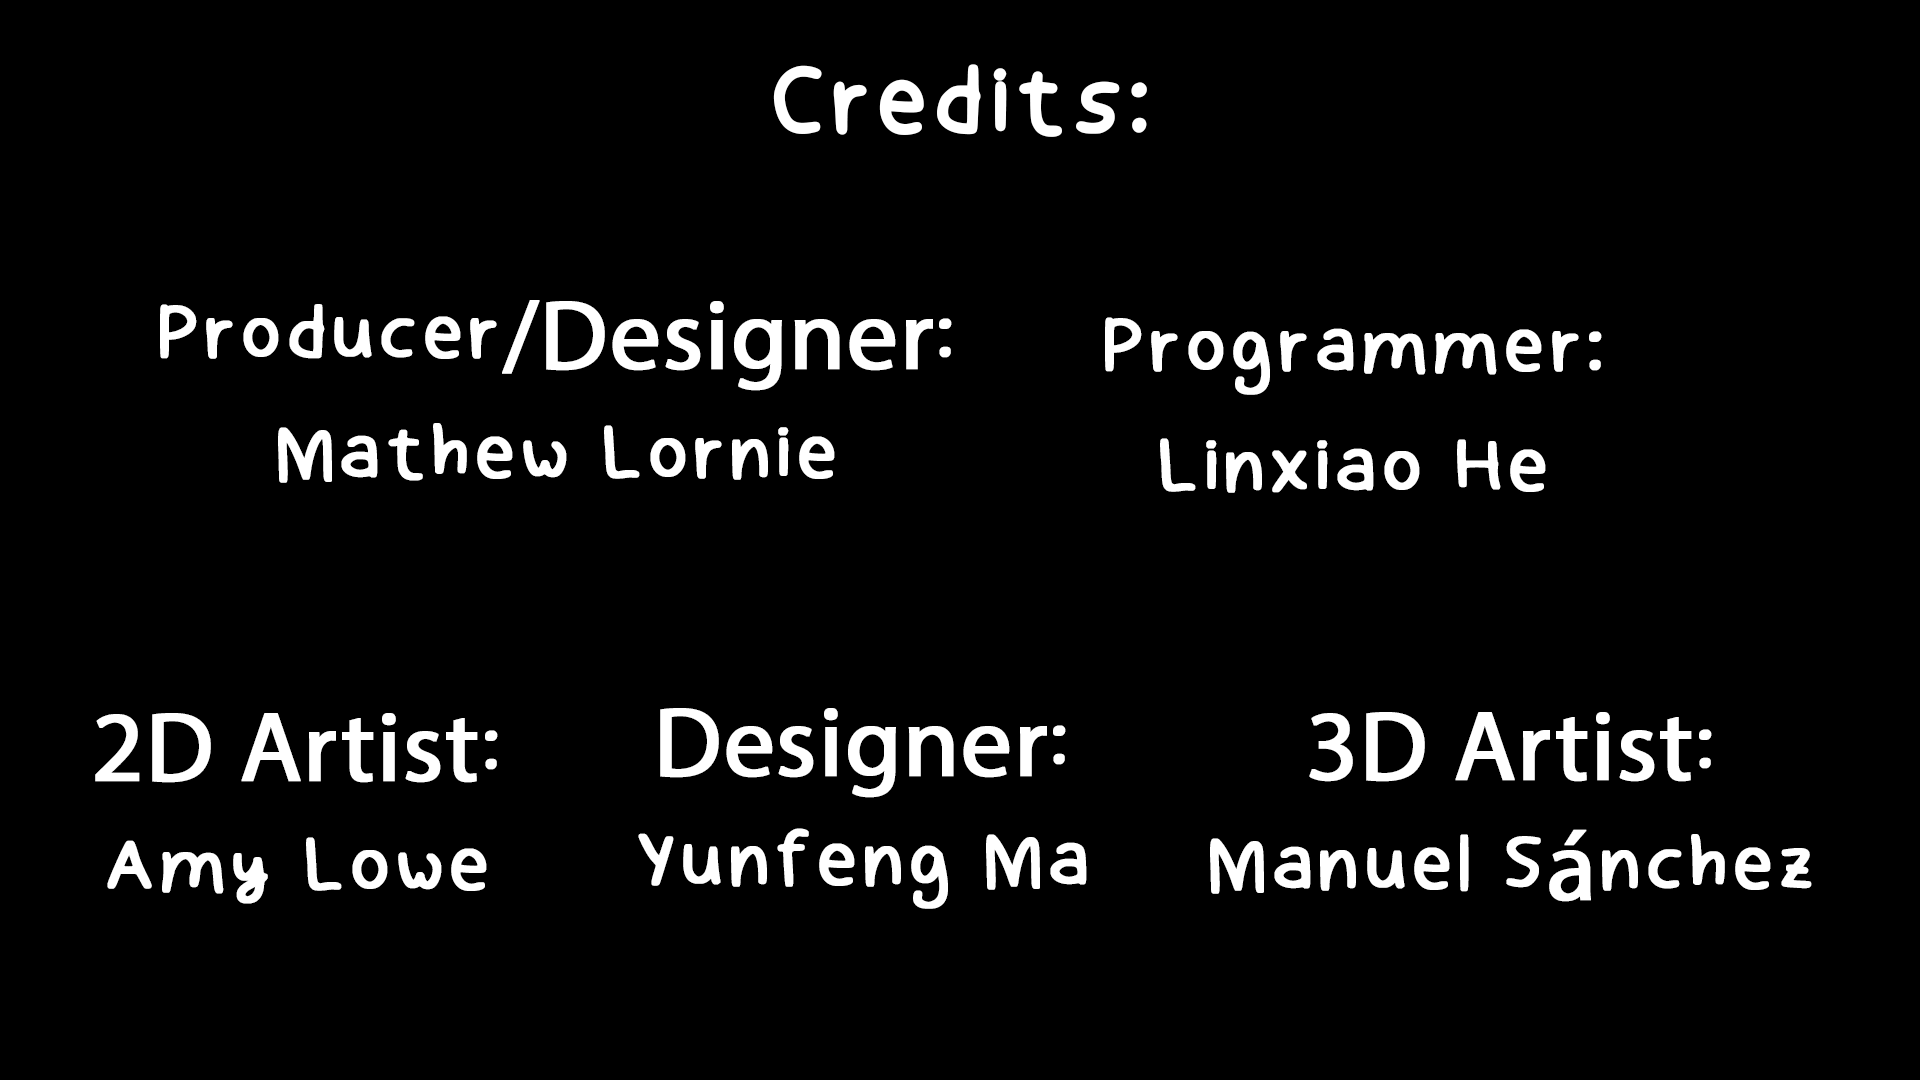 Credits:
Producer/Designer:
Mathew Lornie
Programmer:
Linxiao He
2D Artist:
Amy Lowe
Designer:
Yunfeng Ma
3D Artist:
Manuel Sánchez